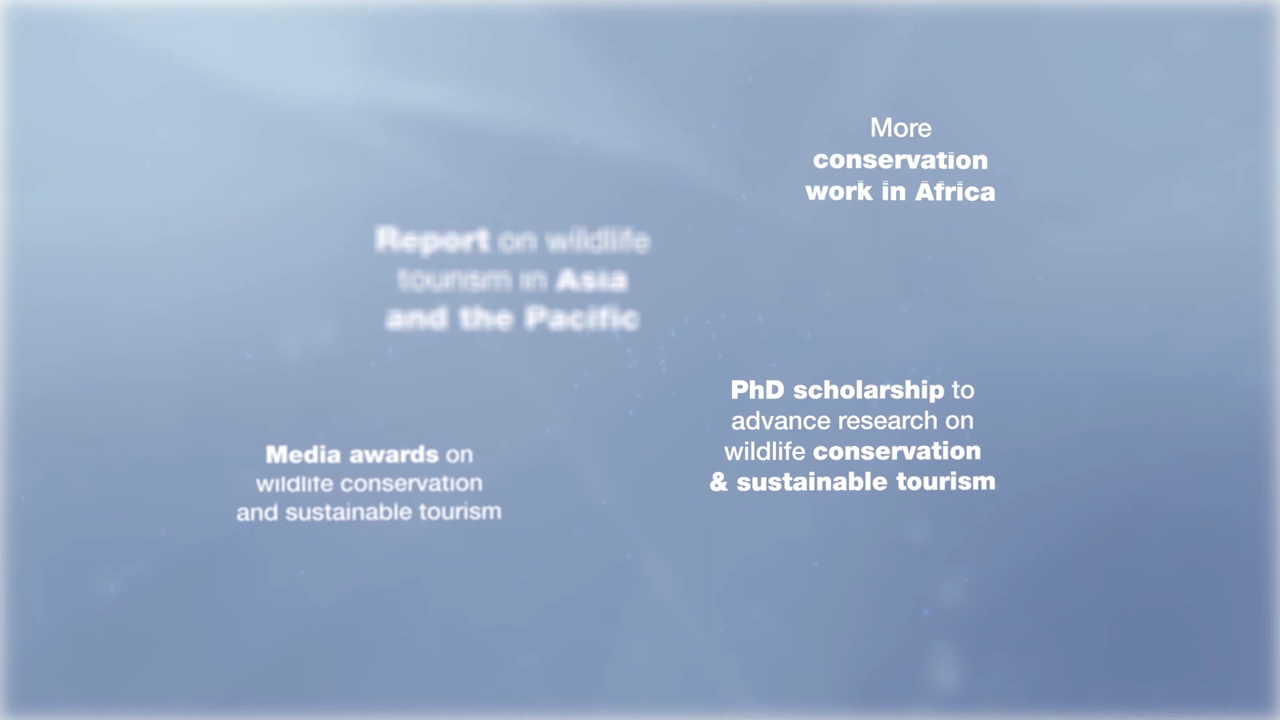 More
conservation
work in Africa
Report on wildlife
tourism in Asia
and the Pacific
PhD scholarship to
advance research on
wildlife conservation
& sustainable tourism
Media awards on
wildlife conservation
and sustainable tourism